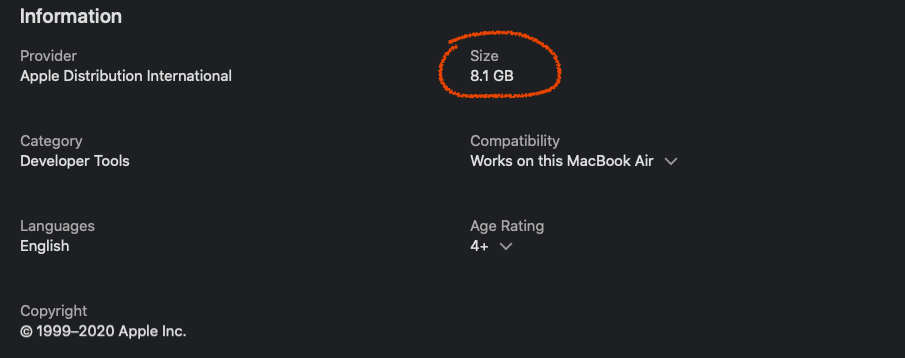 Information
Provider
Apple Distribution International
Size
8.1 GB
Category
Developer Tools
Compatibility
Works on this MacBook Air
Languages
English
Age Rating
4+
Copyright
© 1999–2020 Apple Inc.